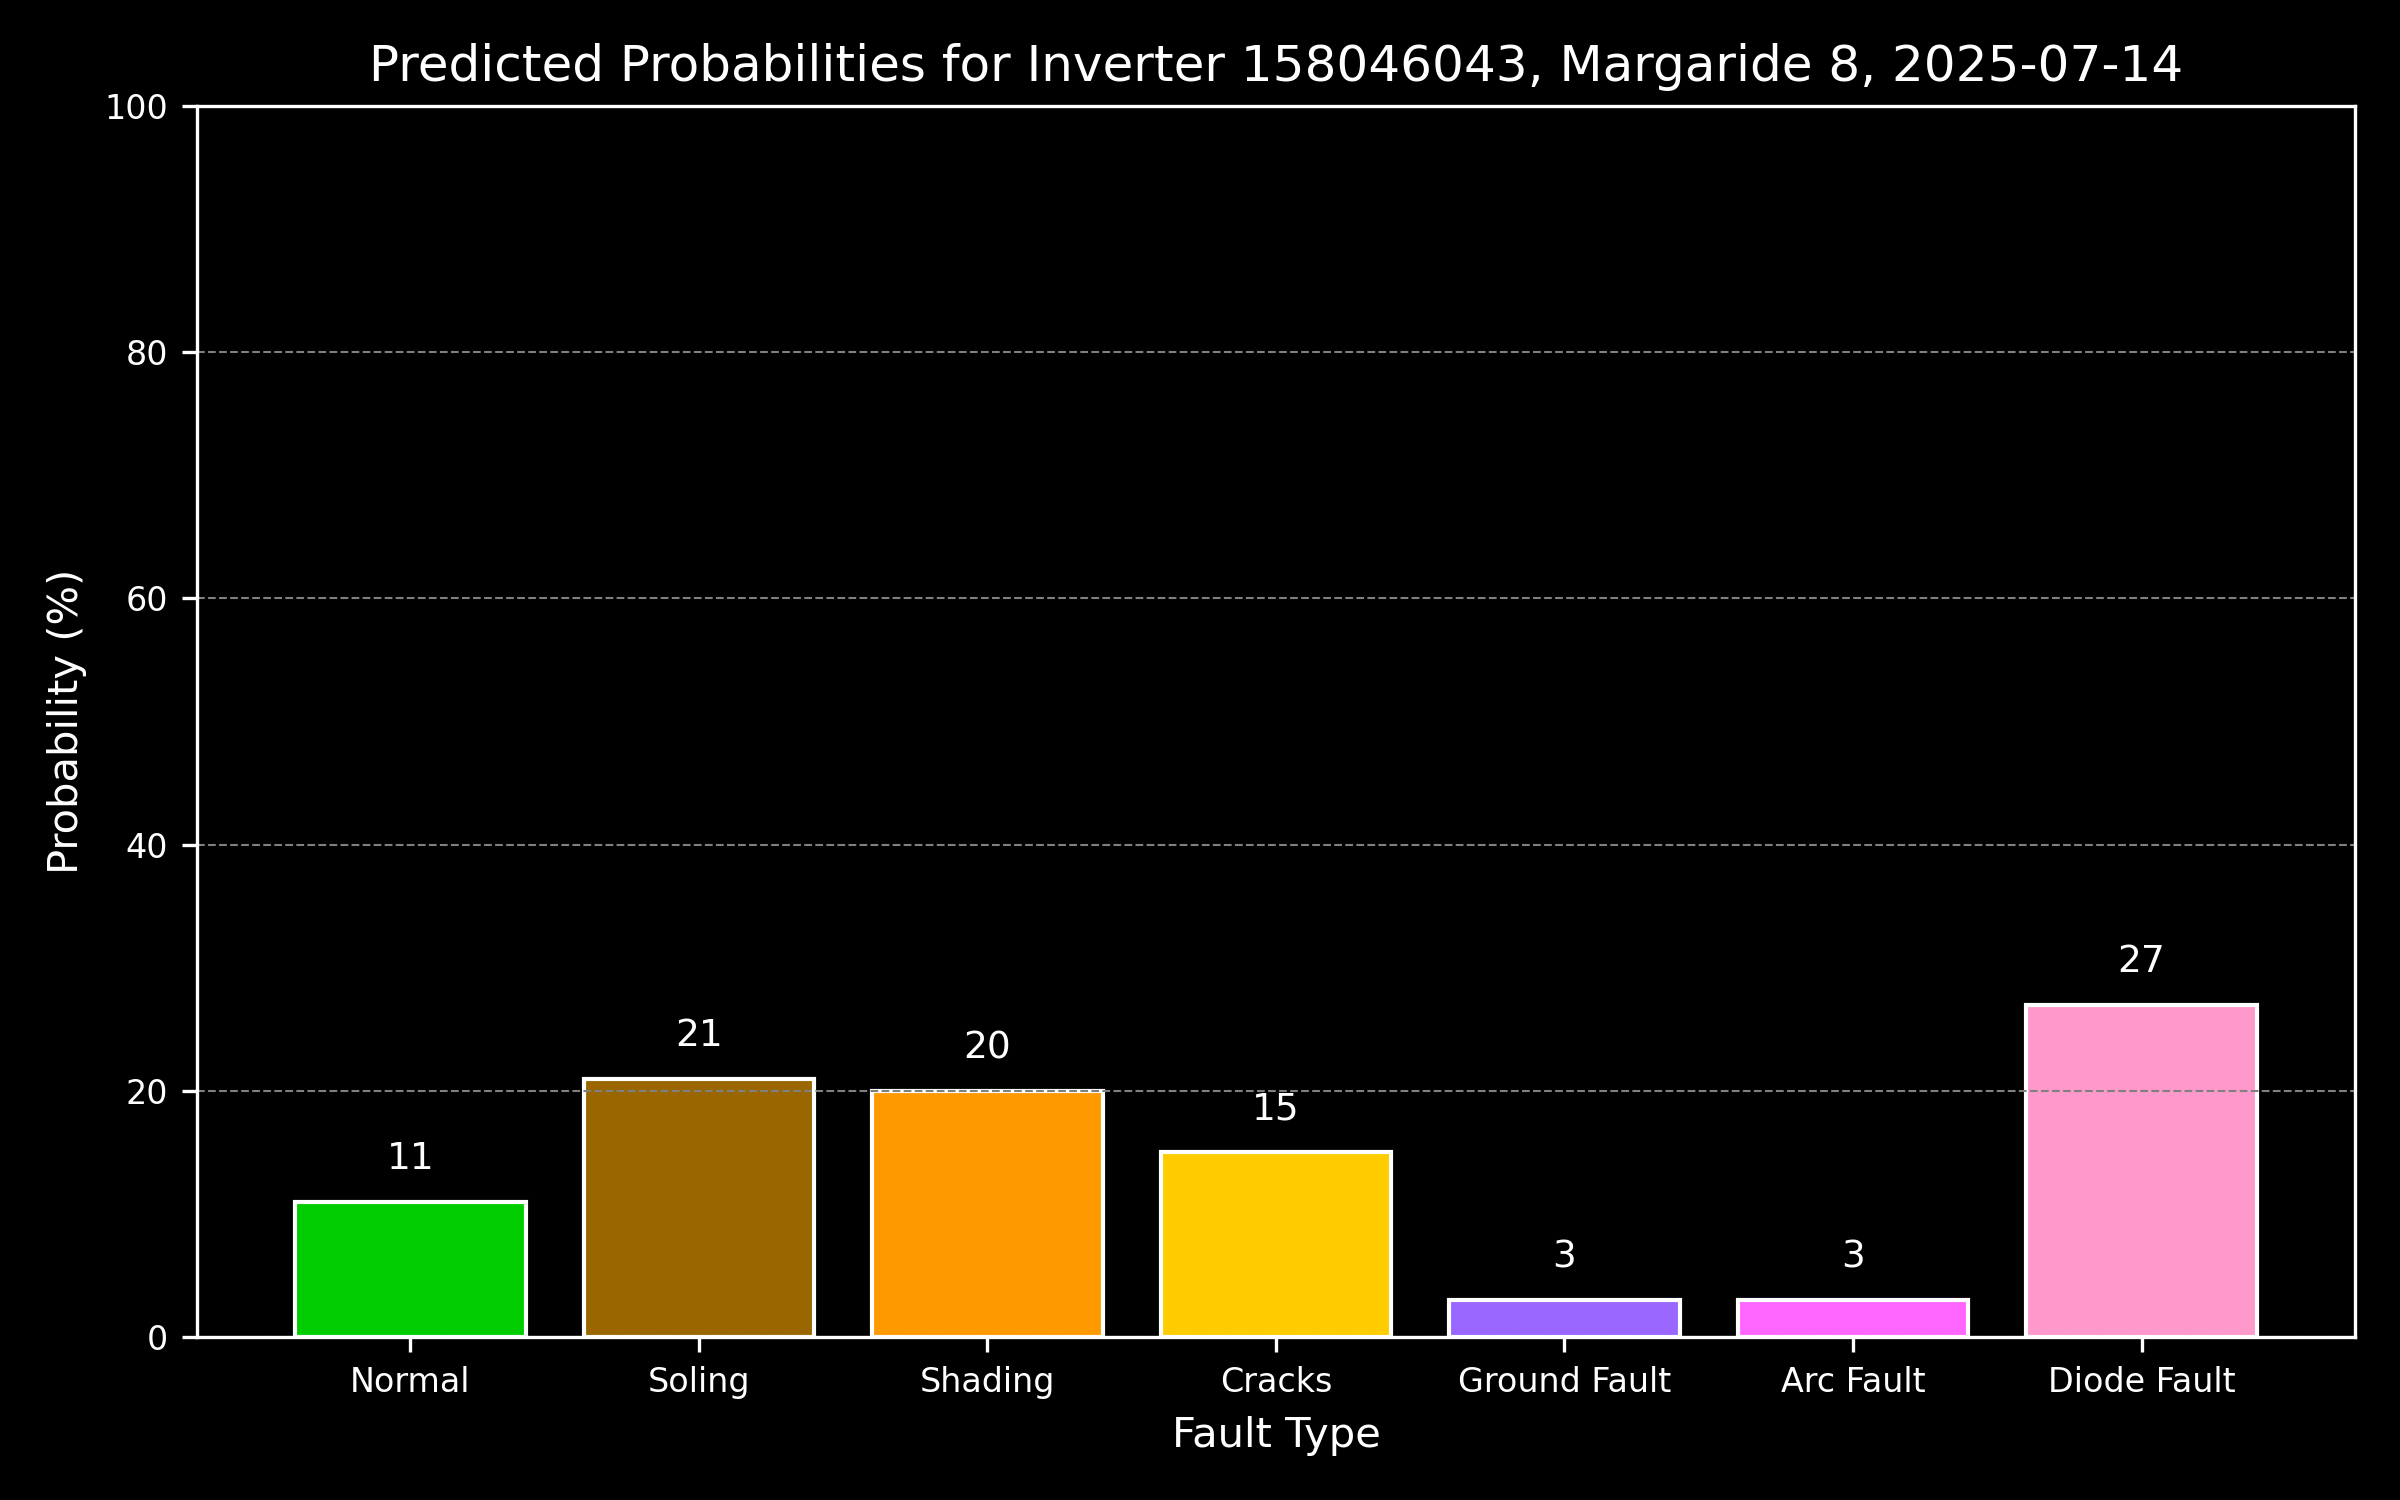 Predicted Probabilities for Inverter 158046043, Margaride 8, 2025-07-14
100
80
60
40
20
0
Probability (%)
11
21
20
15
3
3
27
Normal
Soling
Shading
Cracks
Ground Fault
Arc Fault
Diode Fault
Fault Type